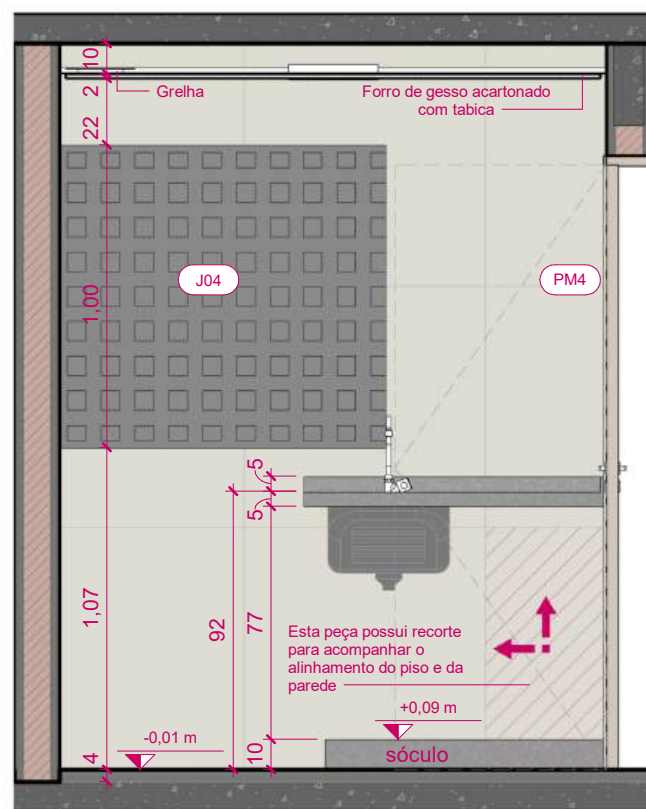 10
2
Grelha
Forro de gesso acartonado
com tabica
22
J04
PM4
1,00
5
5
1,07
92
77
Esta peça possui recorte
para acompanhar o
alinhamento do piso e da
parede
-0,01 m
+0,09 m
4
10
sóculo